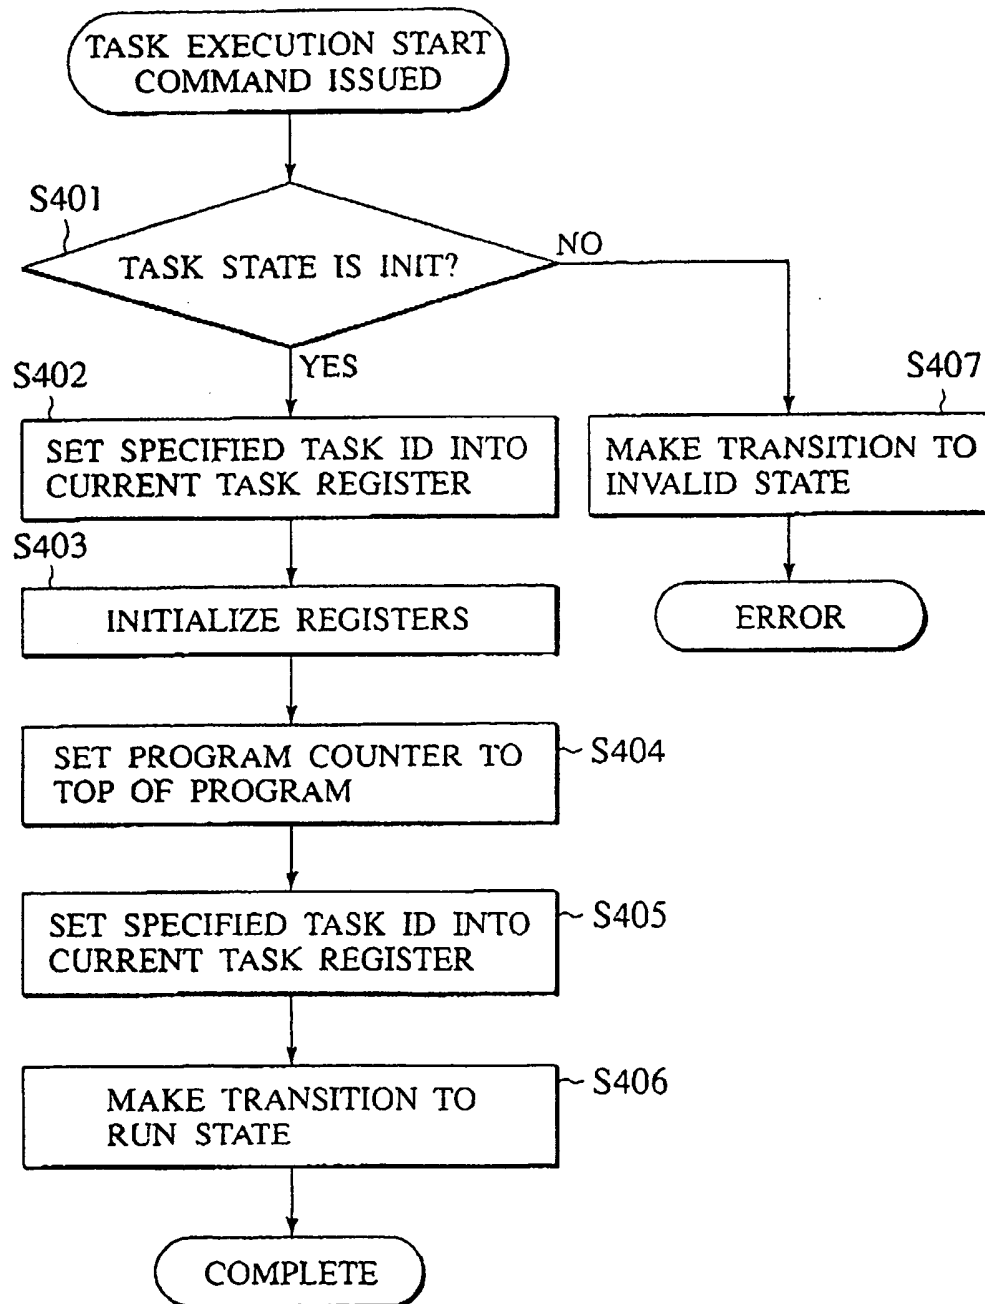 TASK EXECUTION START
COMMAND ISSUED
S401
TASK STATE IS INIT?
NO
YES
S402
SET SPECIFIED TASK ID INTO
CURRENT TASK REGISTER
S407
MAKE TRANSITION TO
INVALID STATE
S403
INITIALIZE REGISTERS
ERROR
SET PROGRAM COUNTER TO
TOP OF PROGRAM
S404
SET SPECIFIED TASK ID INTO
CURRENT TASK REGISTER
S405
MAKE TRANSITION TO
RUN STATE
S406
COMPLETE